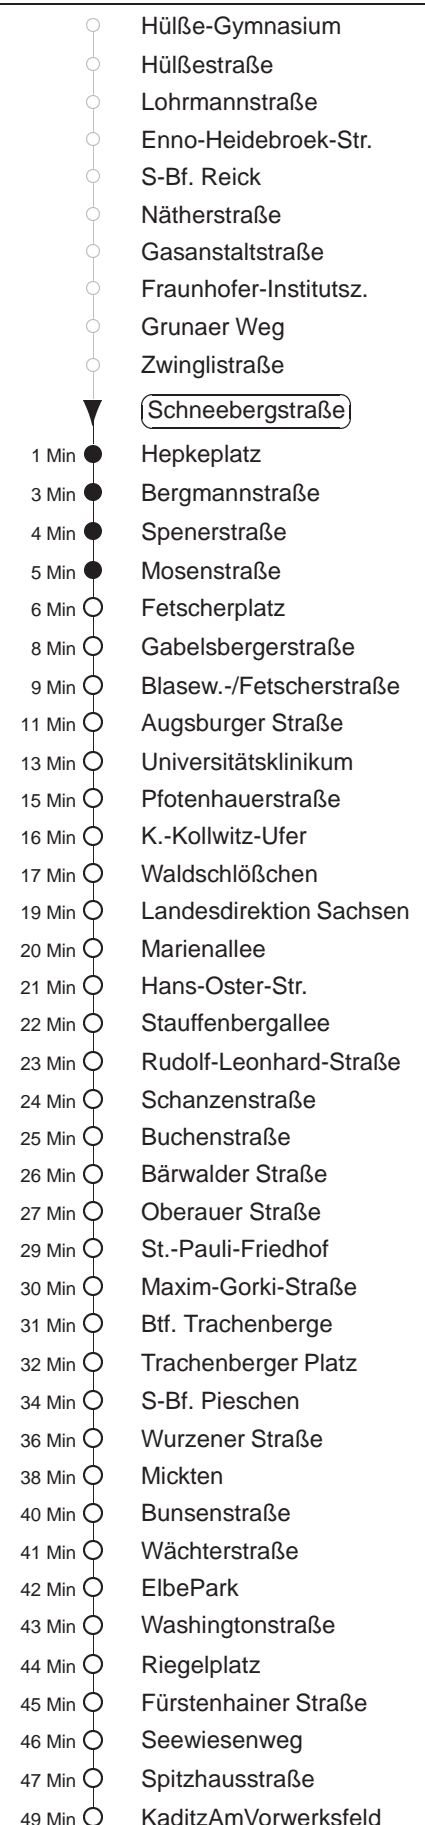 Hülße-Gymnasium
Hülßestraße
Lohrmannstraße
Enno-Heidebroek-Str.
S-Bf. Reick
Nätherstraße
Gasanstaltstraße
Fraunhofer-Institutsz.
Grunaer Weg
Zwinglistraße
Schneebergstraße
1 Min Hepkeplatz
3 Min Bergmannstraße
4 Min Spenerstraße
5 Min Mosenstraße
6 Min Fetscherplatz
8 Min Gabelsbergerstraße
9 Min Blasew.-/Fetscherstraße
11 Min Augsburger Straße
13 Min Universitätsklinikum
15 Min Pfotenhauerstraße
16 Min K.-Kollwitz-Ufer
17 Min Waldschlößchen
19 Min Landesdirektion Sachsen
20 Min Marienallee
21 Min Hans-Oster-Str.
22 Min Stauffenbergallee
23 Min Rudolf-Leonhard-Straße
24 Min Schanzenstraße
25 Min Buchenstraße
26 Min Bärwalder Straße
27 Min Oberauer Straße
29 Min St.-Pauli-Friedhof
30 Min Maxim-Gorki-Straße
31 Min Btf. Trachenberge
32 Min Trachenberger Platz
34 Min S-Bf. Pieschen
36 Min Wurzener Straße
38 Min Mickten
40 Min Bunsenstraße
41 Min Wächterstraße
42 Min ElbePark
43 Min Washingtonstraße
44 Min Riegelplatz
45 Min Fürstenhainer Straße
46 Min Seewiesenweg
47 Min Spitzhausstraße
49 Min KaditzAmVorwerksfeld